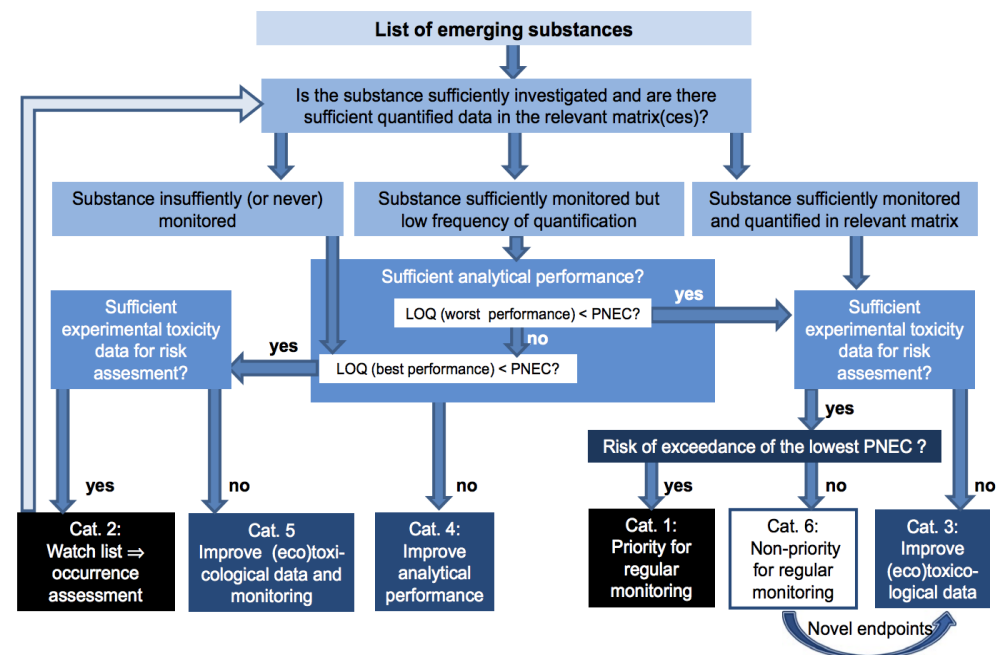 List of emerging substances
Is the substance sufficiently investigated and are there
sufficient quantified data in the relevant matrix(ces)?
Substance insuffiently (or never)
monitored
Substance sufficiently monitored but
low frequency of quantification
Substance sufficiently monitored
and quantified in relevant matrix
Sufficient analytical performance?
LOQ (worst performance) < PNEC?
yes
no
LOQ (best performance) < PNEC?
yes
Sufficient
experimental toxicity
data for risk
assesment?
Sufficient
experimental toxicity
data for risk
assesment?
yes
Risk of exceedance of the lowest PNEC ?
yes
no
no
yes
no
no
Cat. 2:
Watch list ⇒
occurrence
assessment
Cat. 5
Improve (eco)toxi-
cological data and
monitoring
Cat. 4:
Improve
analytical
performance
Cat. 1:
Priority for
regular
monitoring
Cat. 6:
Non-priority
for regular
monitoring
Cat. 3:
Improve
(eco)toxico-
logical data
Novel endpoints